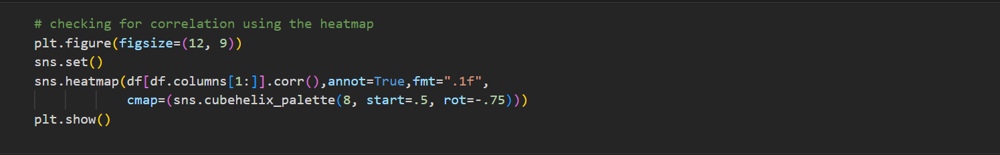 # checking for correlation using the heatmap
plt.figure(figsize=(12, 9))
sns.set()
sns.heatmap(df[df.columns[1:]].corr(),annot=True,fmt=".1f",
            cmap=(sns.cubehelix_palette(8, start=.5, rot=-.75)))
plt.show()